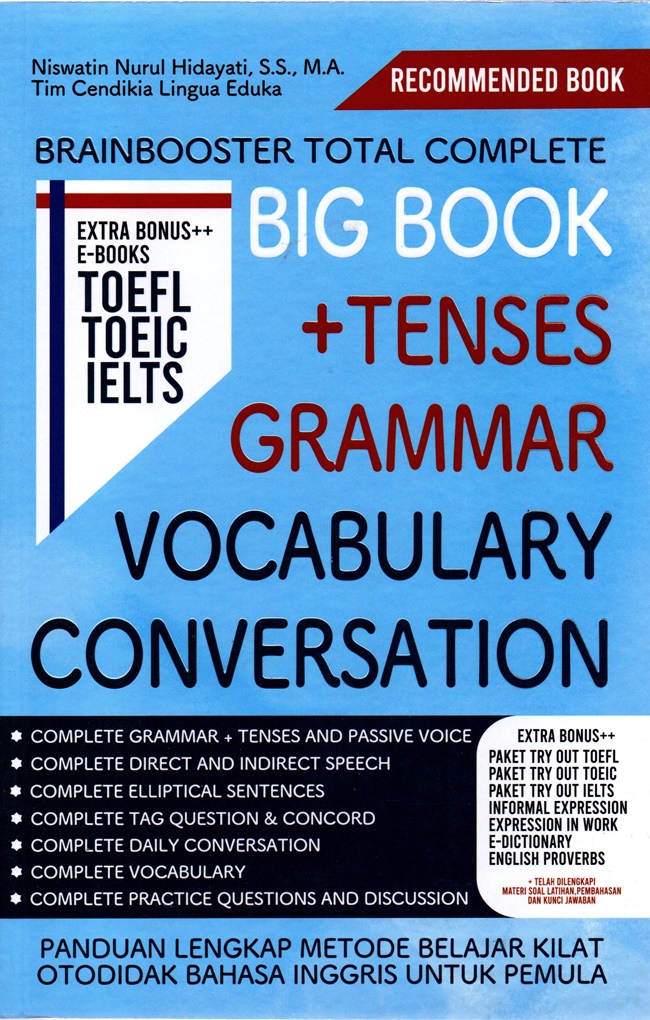 Niswatin Nurul Hidayati, S.S., M.A.
Tim Cendikia Lingua Eduka
RECOMMENDED BOOK
BRAINBOOSTER TOTAL COMPLETE
EXTRA BONUS++
E-BOOKS
TOEFL
TOEIC
IELTS
BIG BOOK
+TENSES
GRAMMAR
VOCABULARY
CONVERSATION
COMPLETE GRAMMAR + TENSES AND PASSIVE VOICE
COMPLETE DIRECT AND INDIRECT SPEECH
COMPLETE ELLIPTICAL SENTENCES
COMPLETE TAG QUESTION & CONCORD
COMPLETE DAILY CONVERSATION
COMPLETE VOCABULARY
COMPLETE PRACTICE QUESTIONS AND DISCUSSION
EXTRA BONUS++
PAKET TRY OUT TOEFL
PAKET TRY OUT TOEIC
PAKET TRY OUT IELTS
INFORMAL EXPRESSION
EXPRESSION IN WORK
E-DICTIONARY
ENGLISH PROVERBS
+ TELAH DILENGKAPI
MATERI SOAL LATIHAN,PEMBAHASAN
DAN KUNCI JAWABAN
PANDUAN LENGKAP METODE BELAJAR KILAT
OTODIDAK BAHASA INGGRIS UNTUK PEMULA